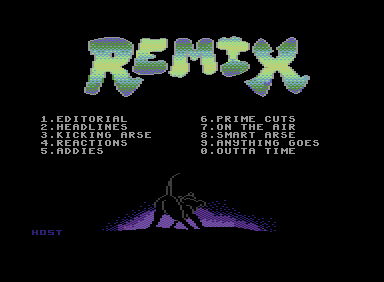 REMIX
1.EDITORIAL
2.HEADLINES
3.KICKING ARSE
4.REACTIONS
5.ADDIES
6.PRIME CUTS
7.ON THE AIR
8.SMART ARSE
9.ANYTHING GOES
0.OUTTA TIME
HOST